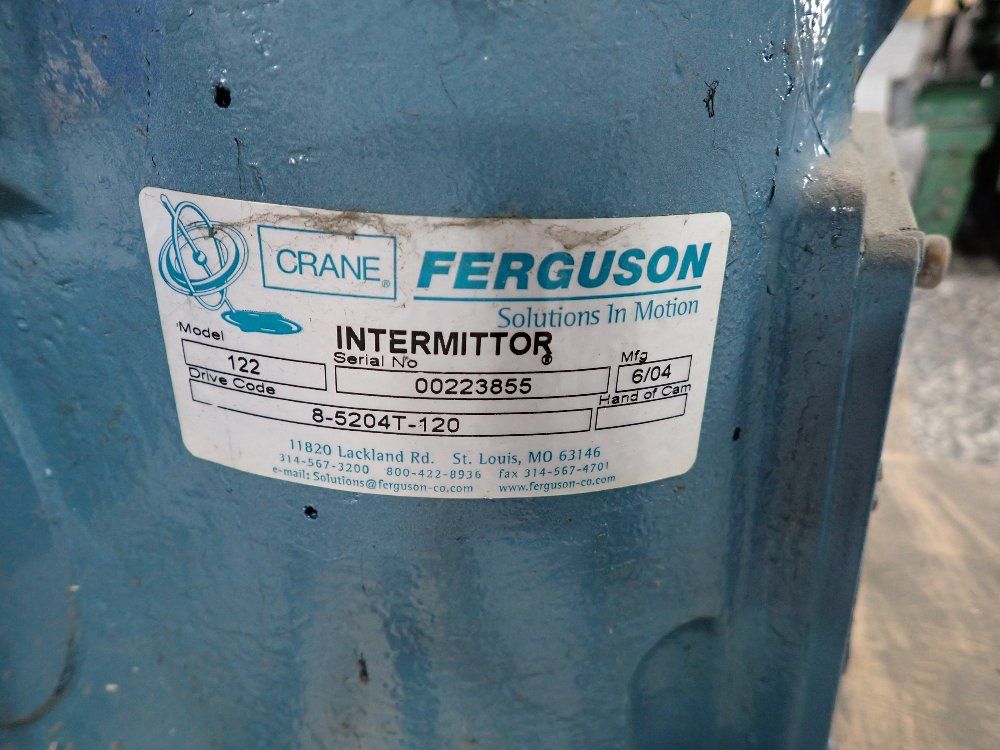 CRANE® FERGUSON
Solutions In Motion
INTERMITTOR®
Model Serial No Mfg
122 00223855 6/04
Drive Code Hand of Cam
8-5204T-120
11820 Lackland Rd. St. Louis, MO 63146
314-567-3200 800-422-8936 fax 314-567-4701
e-mail: Solutions@ferguson-co.com www.ferguson-co.com